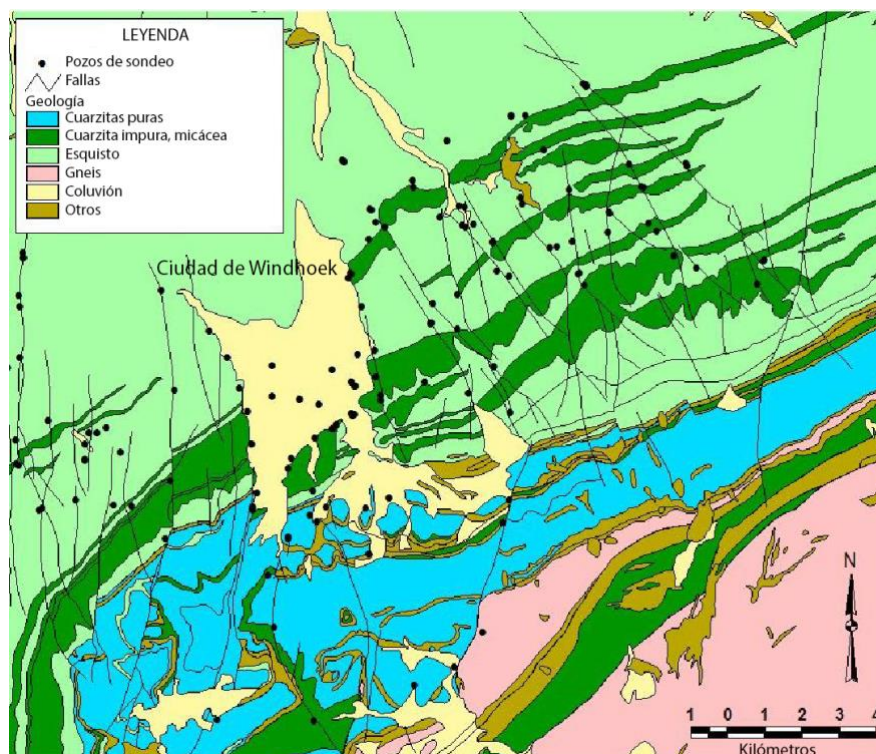 LEYENDA
Pozos de sondeo
Fallas
Geología
Cuarzitas puras
Cuarzita impura, micácea
Esquisto
Gneis
Coluvión
Otros
Ciudad de Windhoek
N
1 0 1 2 3 4
Kilómetros